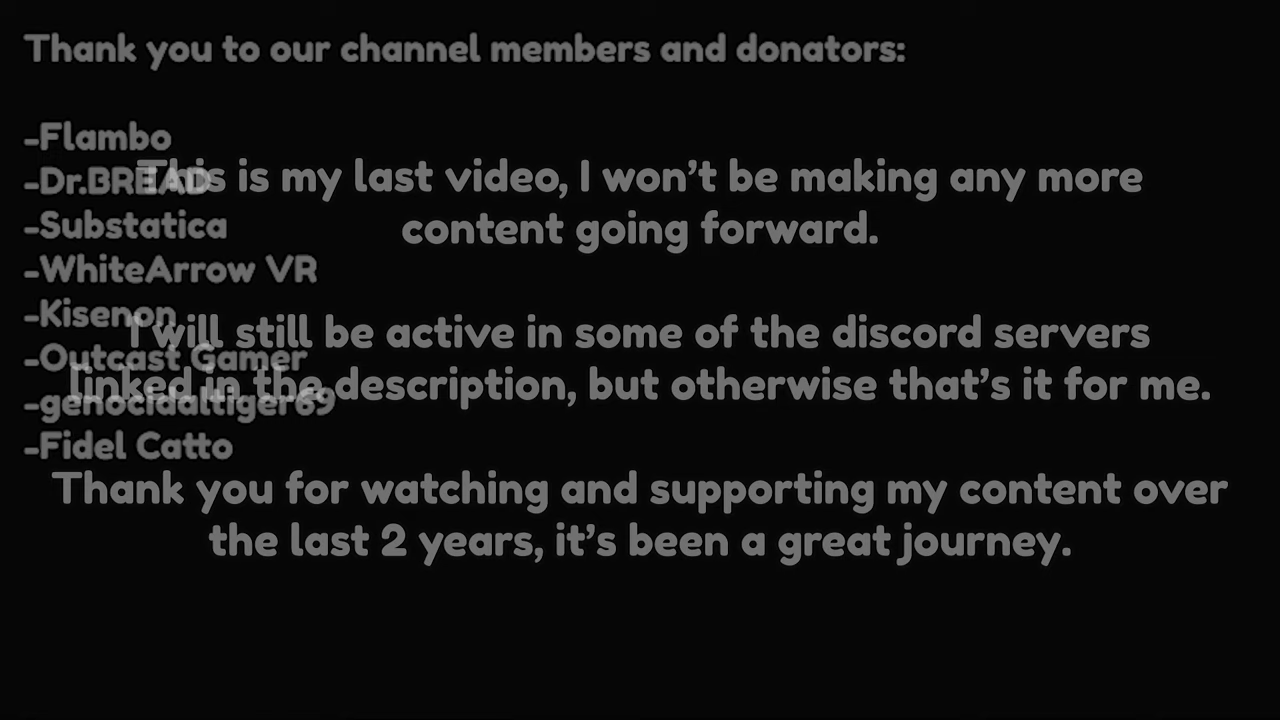 Thank you to our channel members and donators:
-Flambo
-Dr.BREAD
-Substatica
-WhiteArrow VR
-Kisenon
-Outcast Gamer
-genocidaltiger69
-Fidel Catto
This is my last video, I won't be making any more
content going forward.
I will still be active in some of the discord servers
linked in the description, but otherwise that's it for me.
Thank you for watching and supporting my content over
the last 2 years, it's been a great journey.